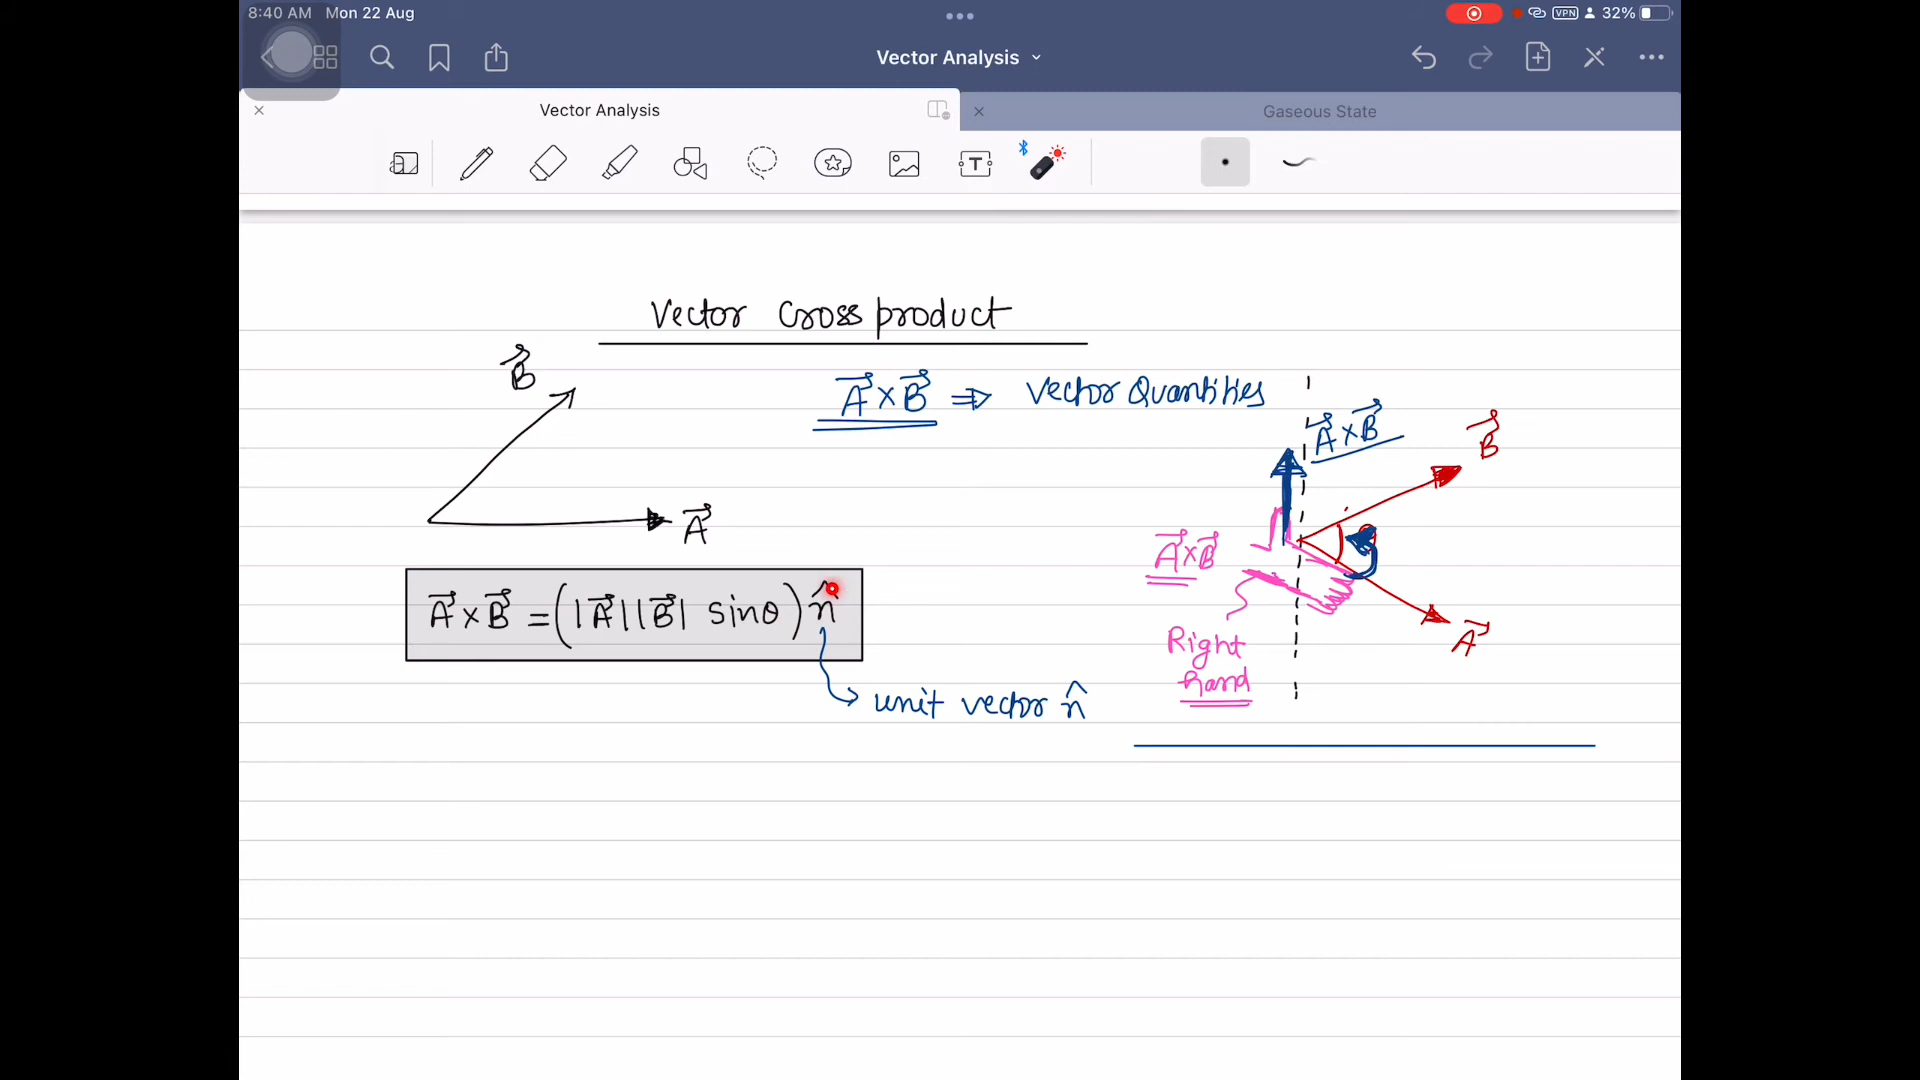 8:40 AM Mon 22 Aug
VPN 32%
Vector Analysis
Vector Analysis
Gaseous State
T
Vector Cross product
B⃗
A⃗×B⃗ ⇒ Vector Quantities
A⃗×B⃗
B⃗
A⃗
A⃗×B⃗
A⃗×B⃗ = (|A⃗||B⃗| sinθ) n̂
Right
hand
A⃗
unit vector n̂